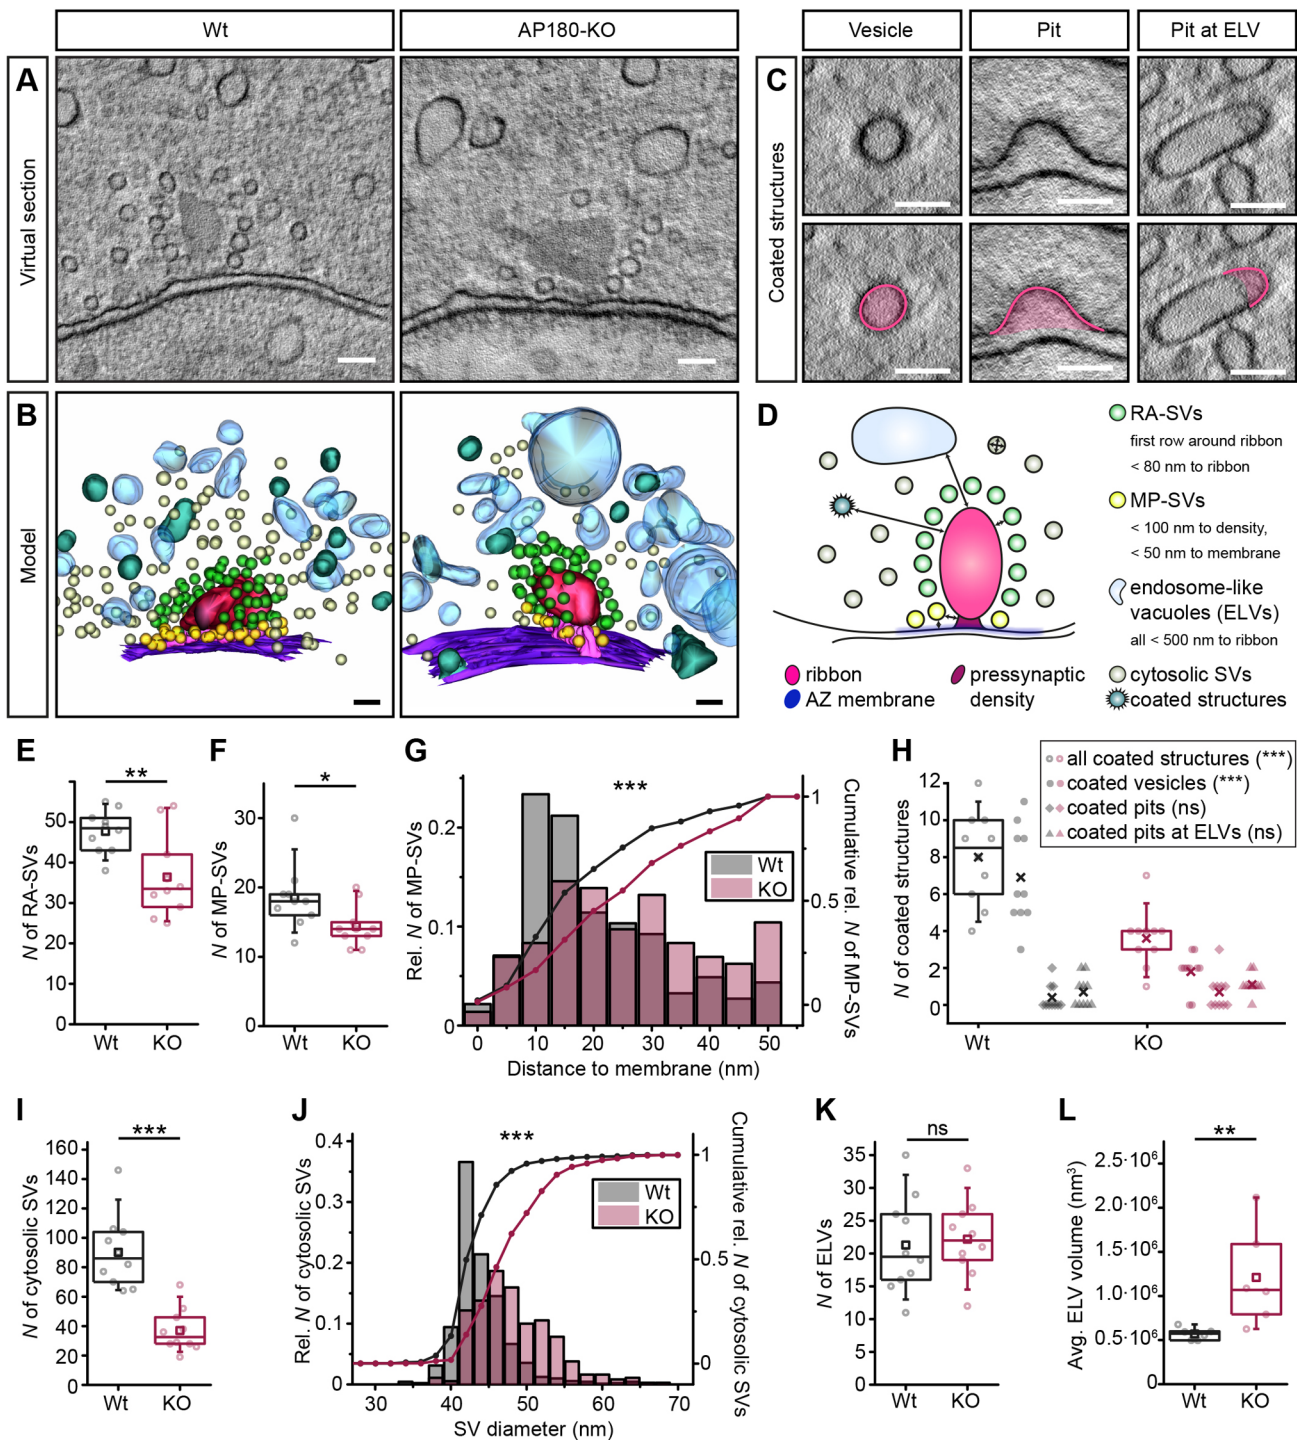 Wt
AP180-KO
Vesicle
Pit
Pit at ELV
A
Virtual section
C
Coated structures
B
Model
D
RA-SVs
first row around ribbon
< 80 nm to ribbon
MP-SVs
< 100 nm to density,
< 50 nm to membrane
endosome-like
vacuoles (ELVs)
all < 500 nm to ribbon
ribbon
pressynaptic
density
cytosolic SVs
AZ membrane
coated structures
E
**
N of RA-SVs
50
40
30
20
10
0
Wt
KO
F
*
N of MP-SVs
30
20
10
0
Wt
KO
G
***
Rel. N of MP-SVs
0.2
0.1
0
Cumulative rel. N of MP-SVs
1
0.5
0
Wt
KO
0
10
20
30
40
50
Distance to membrane (nm)
H
all coated structures (***)
coated vesicles (***)
coated pits (ns)
coated pits at ELVs (ns)
N of coated structures
12
10
8
6
4
2
0
Wt
KO
I
***
N of cytosolic SVs
160
140
120
100
80
60
40
20
0
Wt
KO
J
***
Rel. N of cytosolic SVs
0.4
0.3
0.2
0.1
0
Cumulative rel. N of cytosolic SVs
1
0.5
0
Wt
KO
30
40
50
60
70
SV diameter (nm)
K
ns
N of ELVs
35
30
25
20
15
10
5
0
Wt
KO
L
**
Avg. ELV volume (nm³)
2.5·10⁶
2.0·10⁶
1.5·10⁶
1.0·10⁶
0.5·10⁶
0
Wt
KO